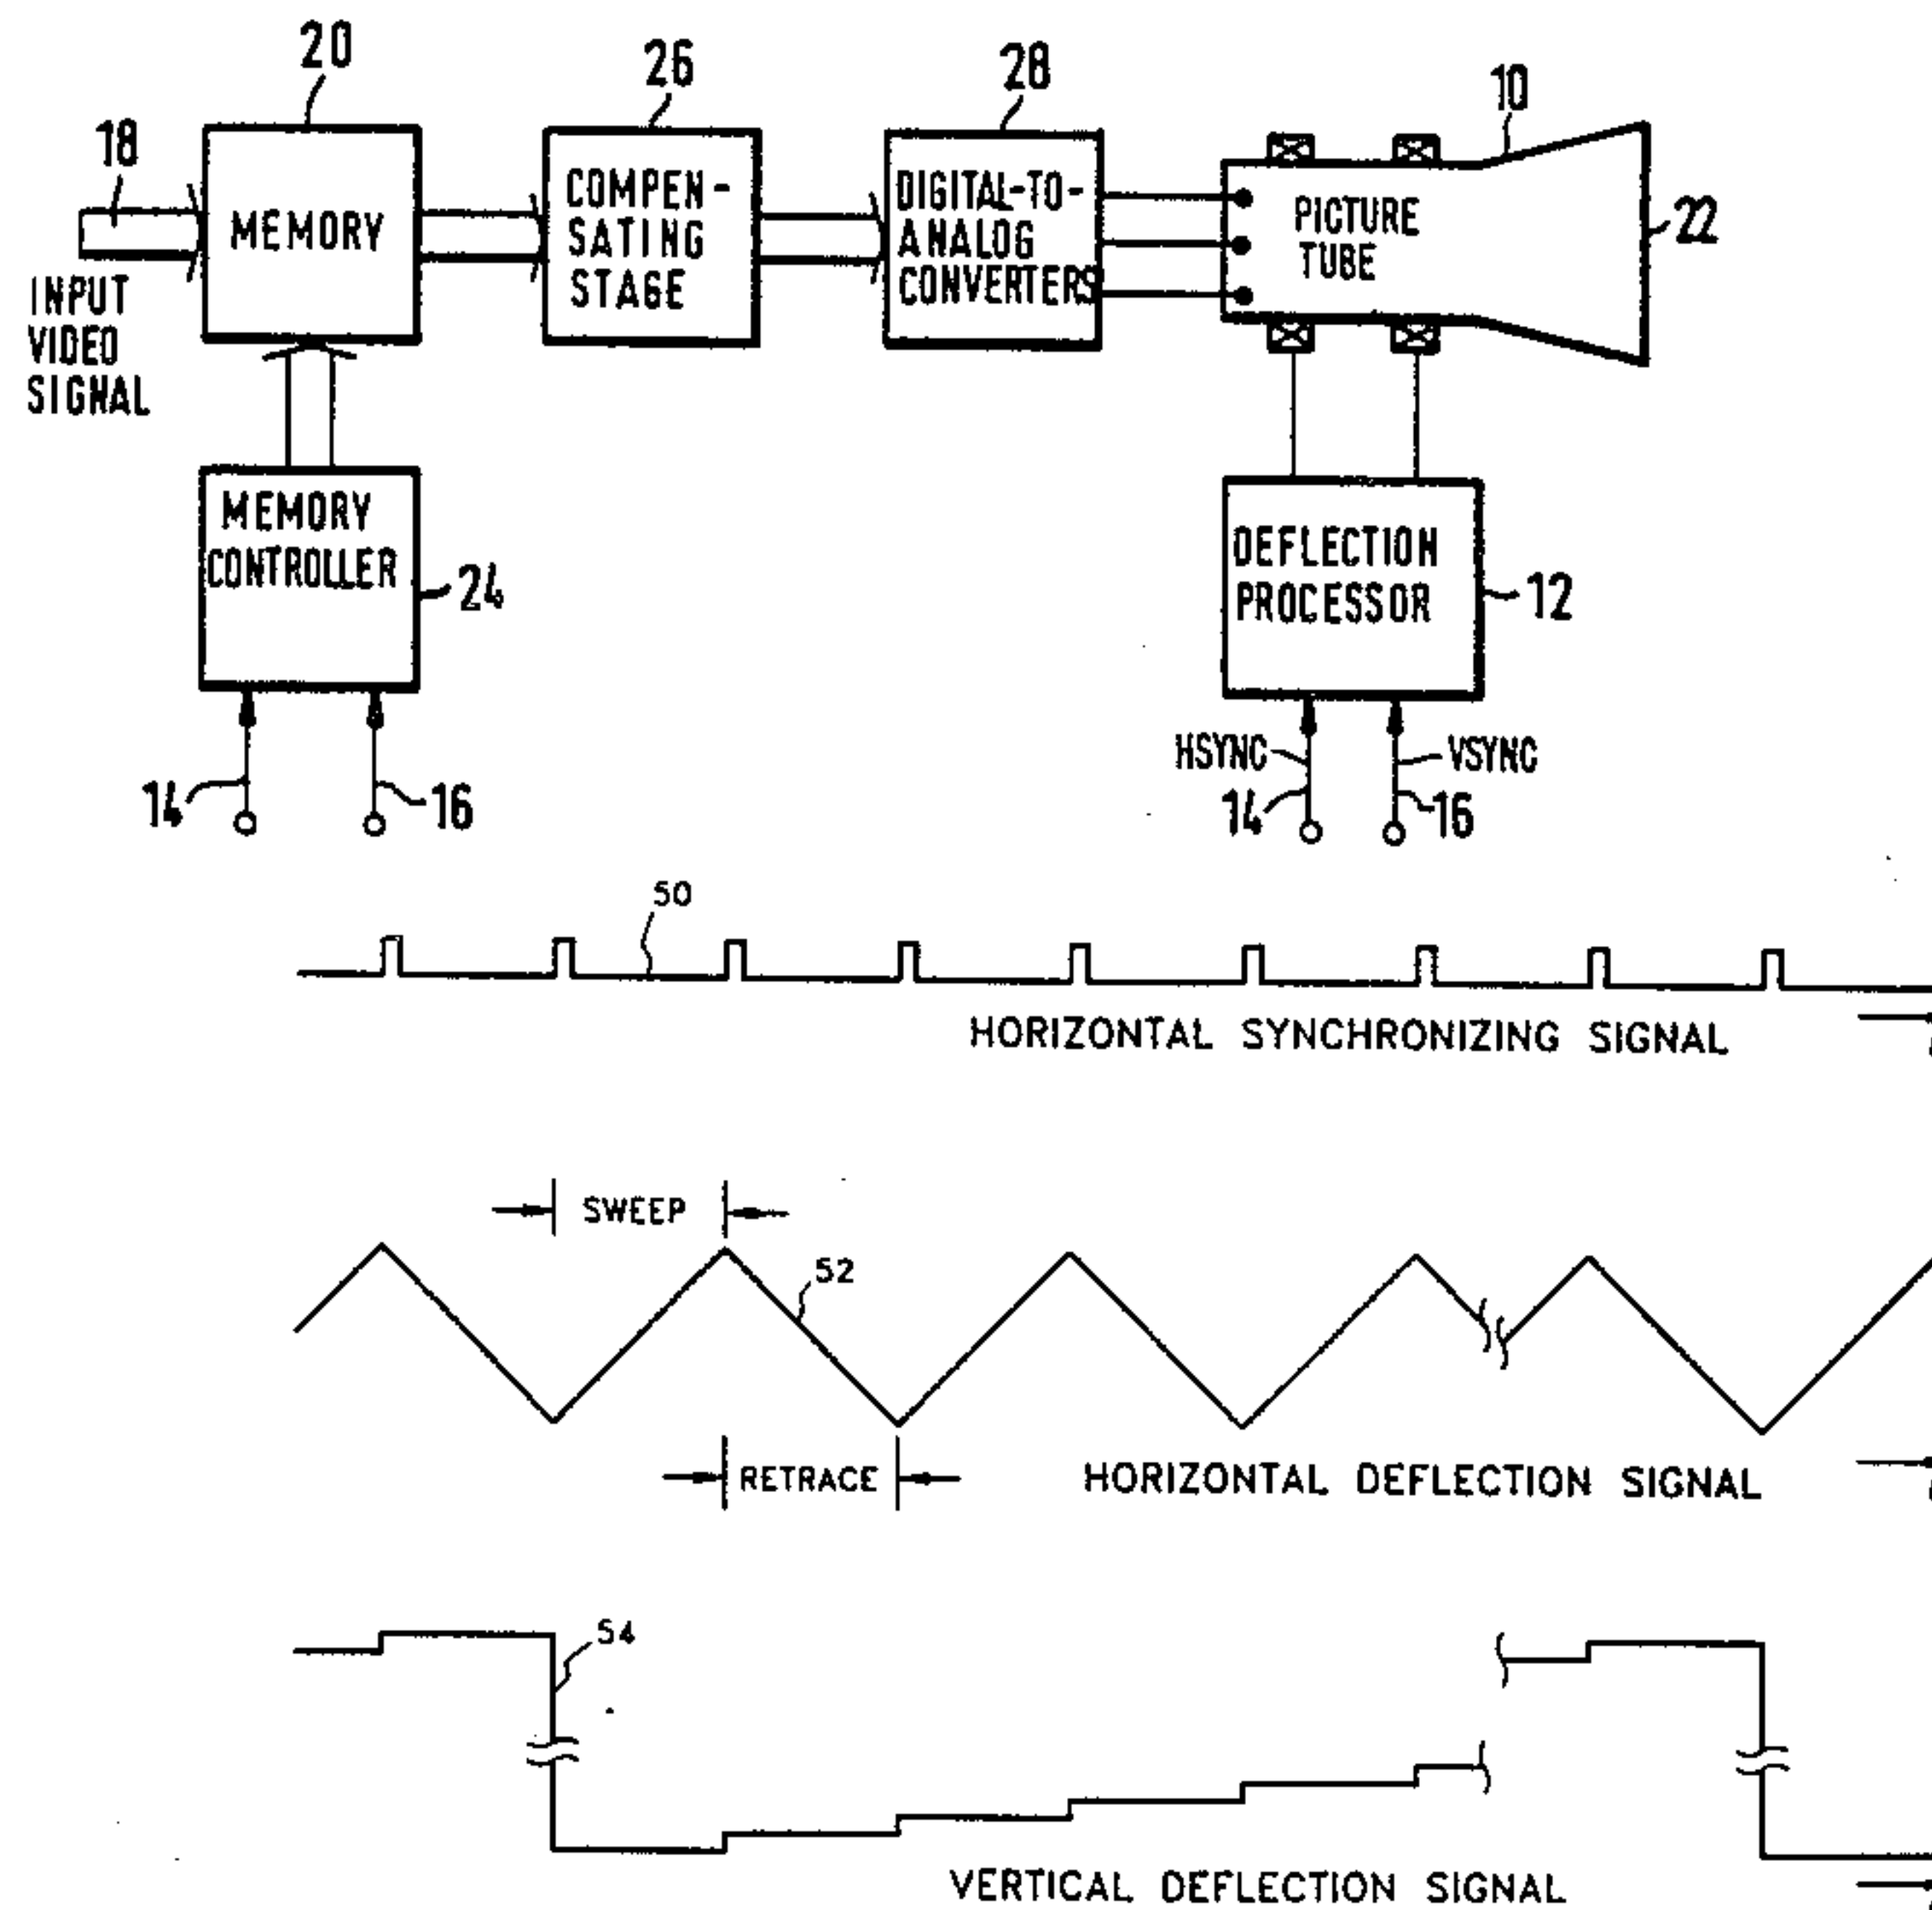 20
26
28
10
18
MEMORY
COMPEN-
SATING
STAGE
DIGITAL-TO-
ANALOG
CONVERTERS
PICTURE
TUBE
22
INPUT
VIDEO
SIGNAL
MEMORY
CONTROLLER
24
DEFLECTION
PROCESSOR
12
14
16
HSYNC
VSYNC
14
16
50
HORIZONTAL SYNCHRONIZING SIGNAL
SWEEP
52
RETRACE
HORIZONTAL DEFLECTION SIGNAL
54
VERTICAL DEFLECTION SIGNAL